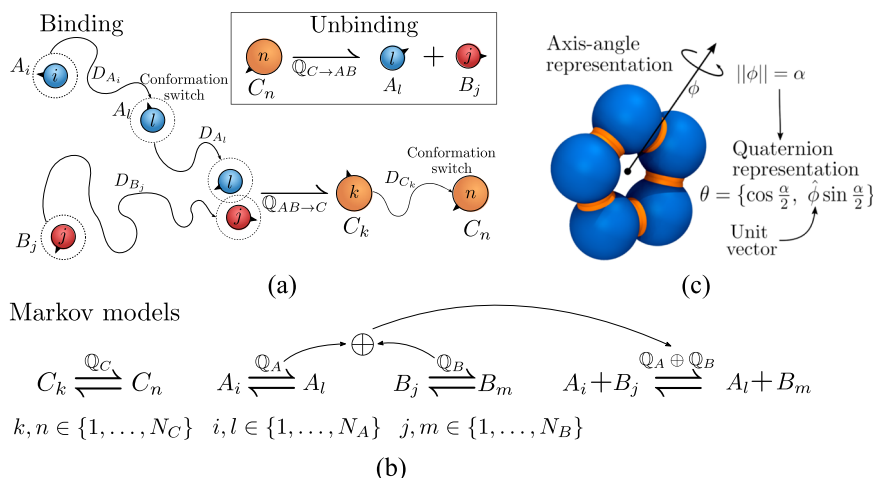 Binding
Unbinding
A_i
i
D_{A_i}
Conformation
switch
A_l
l
D_{A_l}
n
C_n
ℚ_{C→AB}
l
A_l
+
j
B_j
B_j
j
D_{B_j}
l
j
ℚ_{AB→C}
k
C_k
D_{C_k}
Conformation
switch
n
C_n
(a)
Axis-angle
representation
ϕ
||ϕ|| = α
Quaternion
representation
θ = {cos α/2, ϕ̂ sin α/2}
Unit
vector
(c)
Markov models
C_k ⇌ C_n
ℚ_C
A_i ⇌ A_l
ℚ_A
⊕
B_j ⇌ B_m
ℚ_B
A_i + B_j ⇌ A_l + B_m
ℚ_A ⊕ ℚ_B
k, n ∈ {1, . . . , N_C}
i, l ∈ {1, . . . , N_A}
j, m ∈ {1, . . . , N_B}
(b)